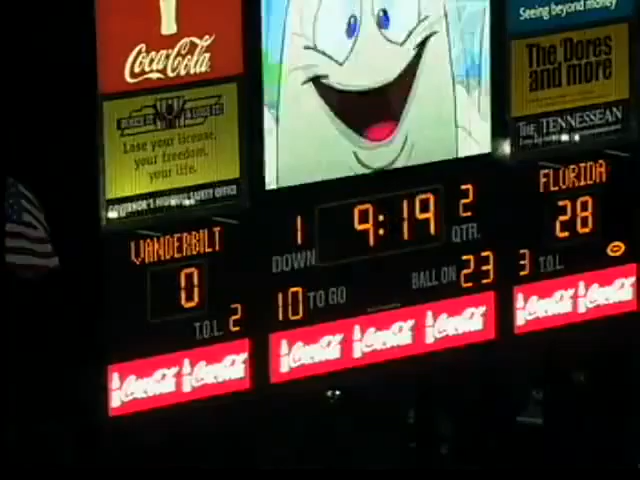 Coca-Cola
Lose your license,
your freedom,
your life.
GOVERNOR'S HIGHWAY SAFETY OFFICE
Seeing beyond money
The 'Dores
and more
THE TENNESSEAN
VANDERBILT
0
T.O.L. 2
1
DOWN
9:19
2
QTR.
10 TO GO
BALL ON 23
FLORIDA
28
3 T.O.L.
Coca-Cola Coca-Cola
Coca-Cola Coca-Cola Coca-Cola
Coca-Cola Coca-Cola